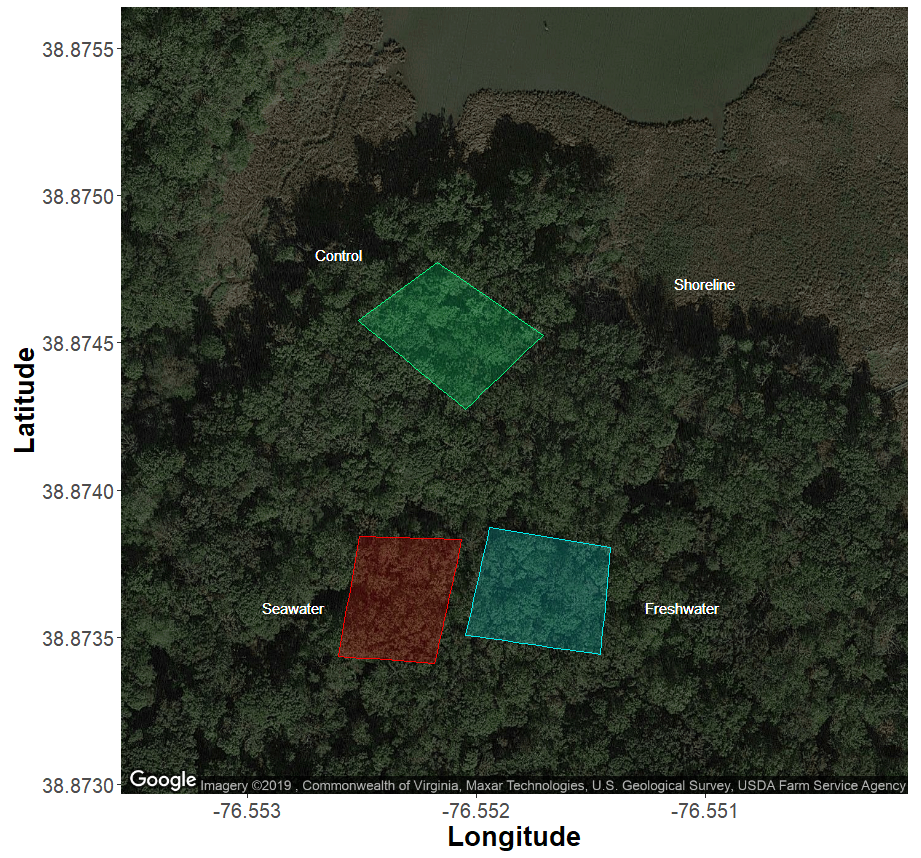 38.8755
38.8750
Control
Shoreline
38.8745
Latitude
38.8740
Seawater
Freshwater
38.8735
38.8730
Google
Imagery ©2019 , Commonwealth of Virginia, Maxar Technologies, U.S. Geological Survey, USDA Farm Service Agency
-76.553
-76.552
-76.551
Longitude